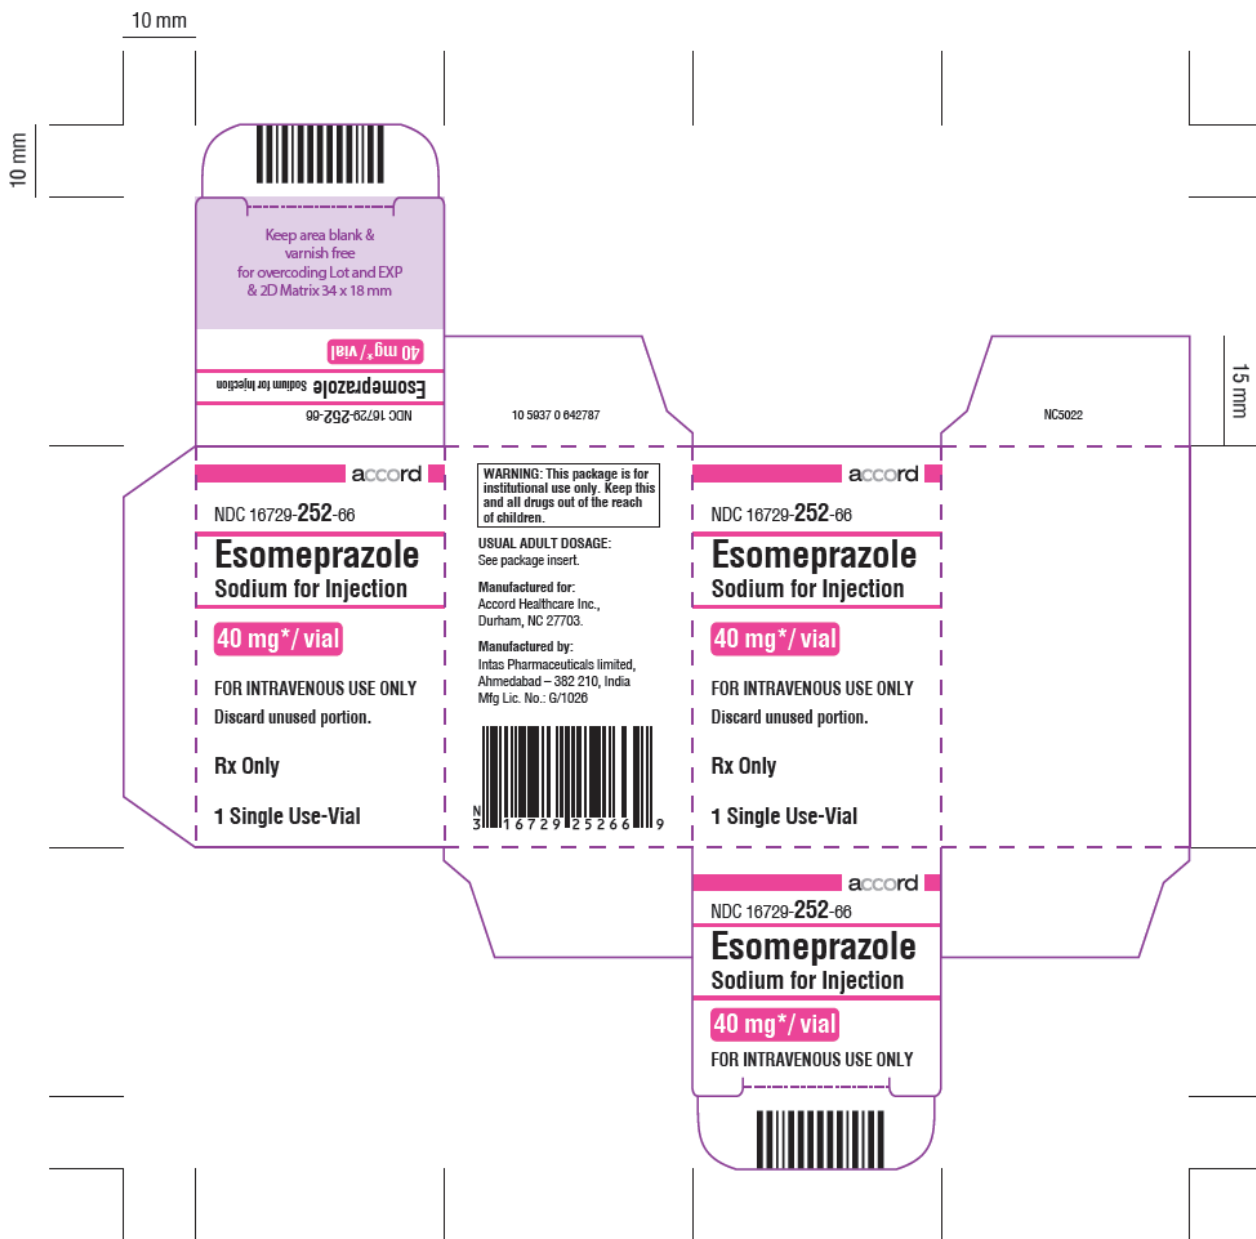 10 mm
10 mm
Keep area blank &
varnish free
for overcoding Lot and EXP
& 2D Matrix 34 x 18 mm
40 mg*/vial
Esomeprazole Sodium for Injection
NDC 16729-252-66
10 5937 0 642787
NC5022
15 mm
accord
NDC 16729-252-66
Esomeprazole
Sodium for Injection
40 mg*/ vial
FOR INTRAVENOUS USE ONLY
Discard unused portion.
Rx Only
1 Single Use-Vial
WARNING: This package is for
institutional use only. Keep this
and all drugs out of the reach
of children.
USUAL ADULT DOSAGE:
See package insert.
Manufactured for:
Accord Healthcare Inc.,
Durham, NC 27703.
Manufactured by:
Intas Pharmaceuticals limited,
Ahmedabad – 382 210, India
Mfg Lic. No.: G/1026
N
3 16729 25266 9
accord
NDC 16729-252-66
Esomeprazole
Sodium for Injection
40 mg*/ vial
FOR INTRAVENOUS USE ONLY
Discard unused portion.
Rx Only
1 Single Use-Vial
accord
NDC 16729-252-66
Esomeprazole
Sodium for Injection
40 mg*/ vial
FOR INTRAVENOUS USE ONLY